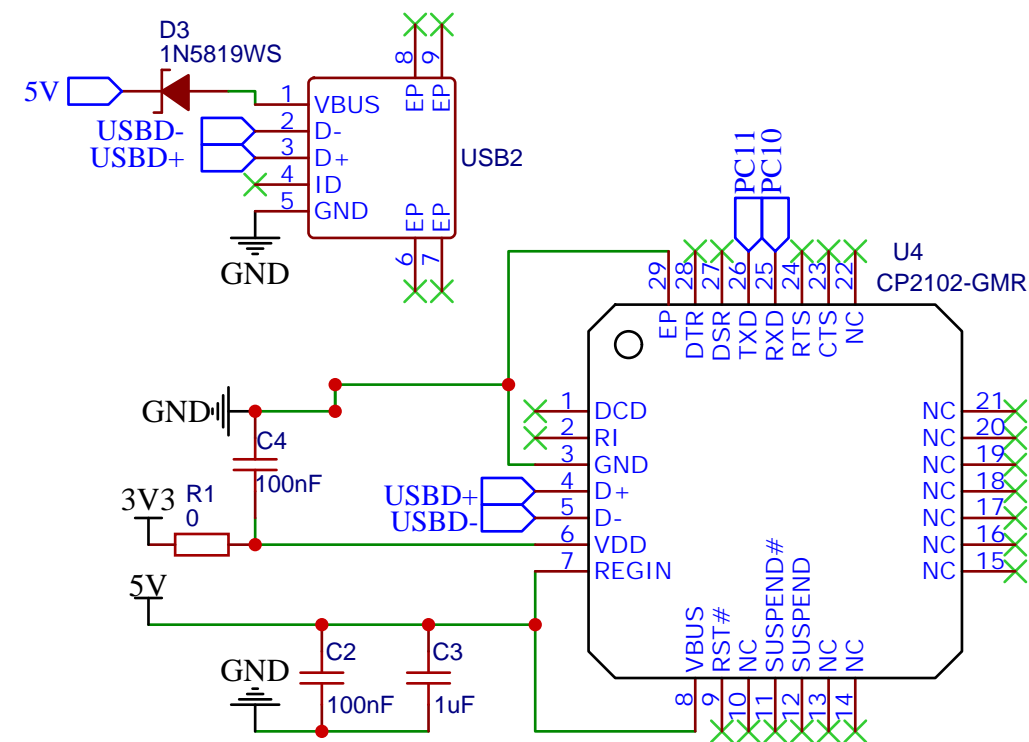 D3
1N5819WS
5V
1 VBUS
2 D-
3 D+
4 ID
5 GND
8 EP
9 EP
6 EP
7 EP
USBD-
USBD+
USB2
GND
PC11
PC10
U4
CP2102-GMR
29 EP
28 DTR
27 DSR
26 TXD
25 RXD
24 RTS
23 CTS
22 NC
1 DCD
2 RI
3 GND
4 D+
5 D-
6 VDD
7 REGIN
NC 21
NC 20
NC 19
NC 18
NC 17
NC 16
NC 15
GND
C4
100nF
USBD+
USBD-
3V3
R1
0
5V
GND
C2
100nF
C3
1uF
8 VBUS
9 RST#
10 NC
11 SUSPEND#
12 SUSPEND
13 NC
14 NC